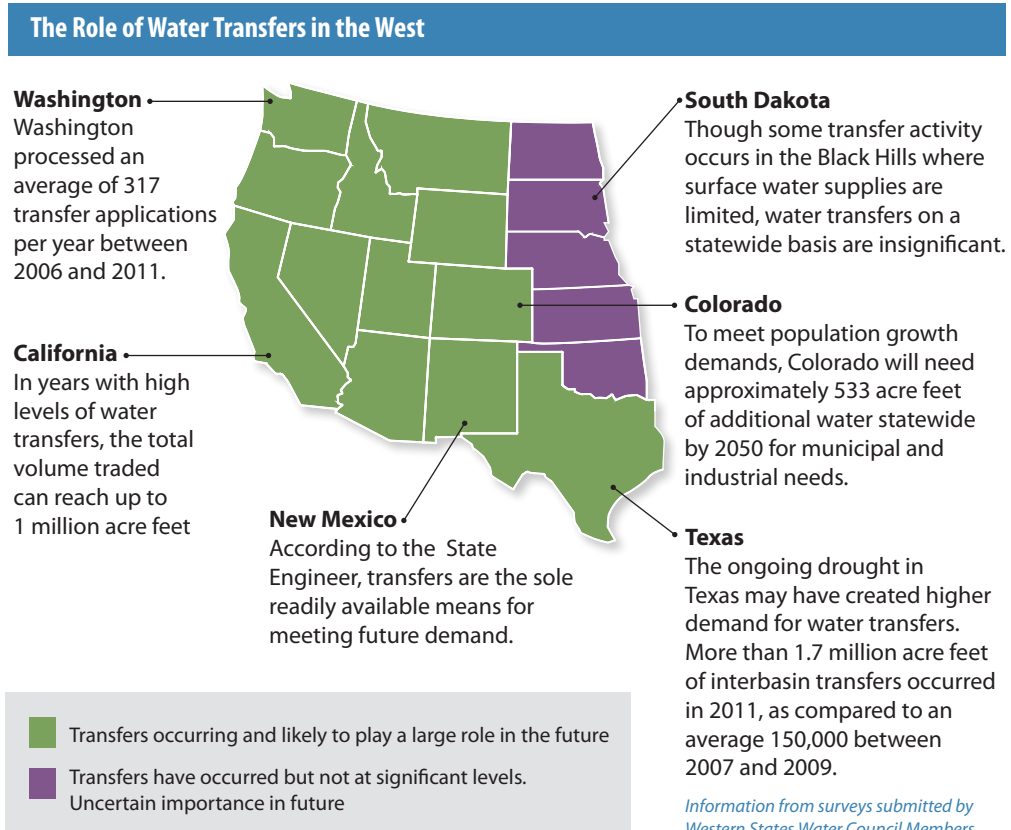 The Role of Water Transfers in the West
Washington
Washington
processed an
average of 317
transfer applications
per year between
2006 and 2011.
California
In years with high
levels of water
transfers, the total
volume traded
can reach up to
1 million acre feet
New Mexico
According to the State
Engineer, transfers are the sole
readily available means for
meeting future demand.
South Dakota
Though some transfer activity
occurs in the Black Hills where
surface water supplies are
limited, water transfers on a
statewide basis are insignificant.
Colorado
To meet population growth
demands, Colorado will need
approximately 533 acre feet
of additional water statewide
by 2050 for municipal and
industrial needs.
Texas
The ongoing drought in
Texas may have created higher
demand for water transfers.
More than 1.7 million acre feet
of interbasin transfers occurred
in 2011, as compared to an
average 150,000 between
2007 and 2009.
Transfers occurring and likely to play a large role in the future
Transfers have occurred but not at significant levels.
Uncertain importance in future
Information from surveys submitted by
Western States Water Council Members